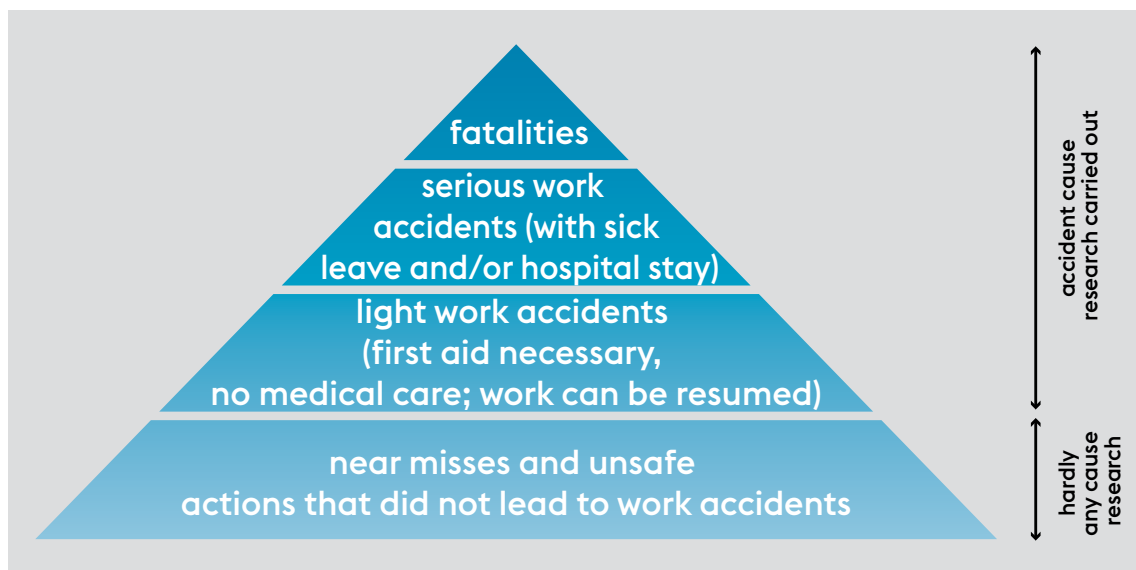 fatalities
serious work
accidents (with sick
leave and/or hospital stay)
light work accidents
(first aid necessary,
no medical care; work can be resumed)
near misses and unsafe
actions that did not lead to work accidents
accident cause
research carried out
hardly
any cause
research